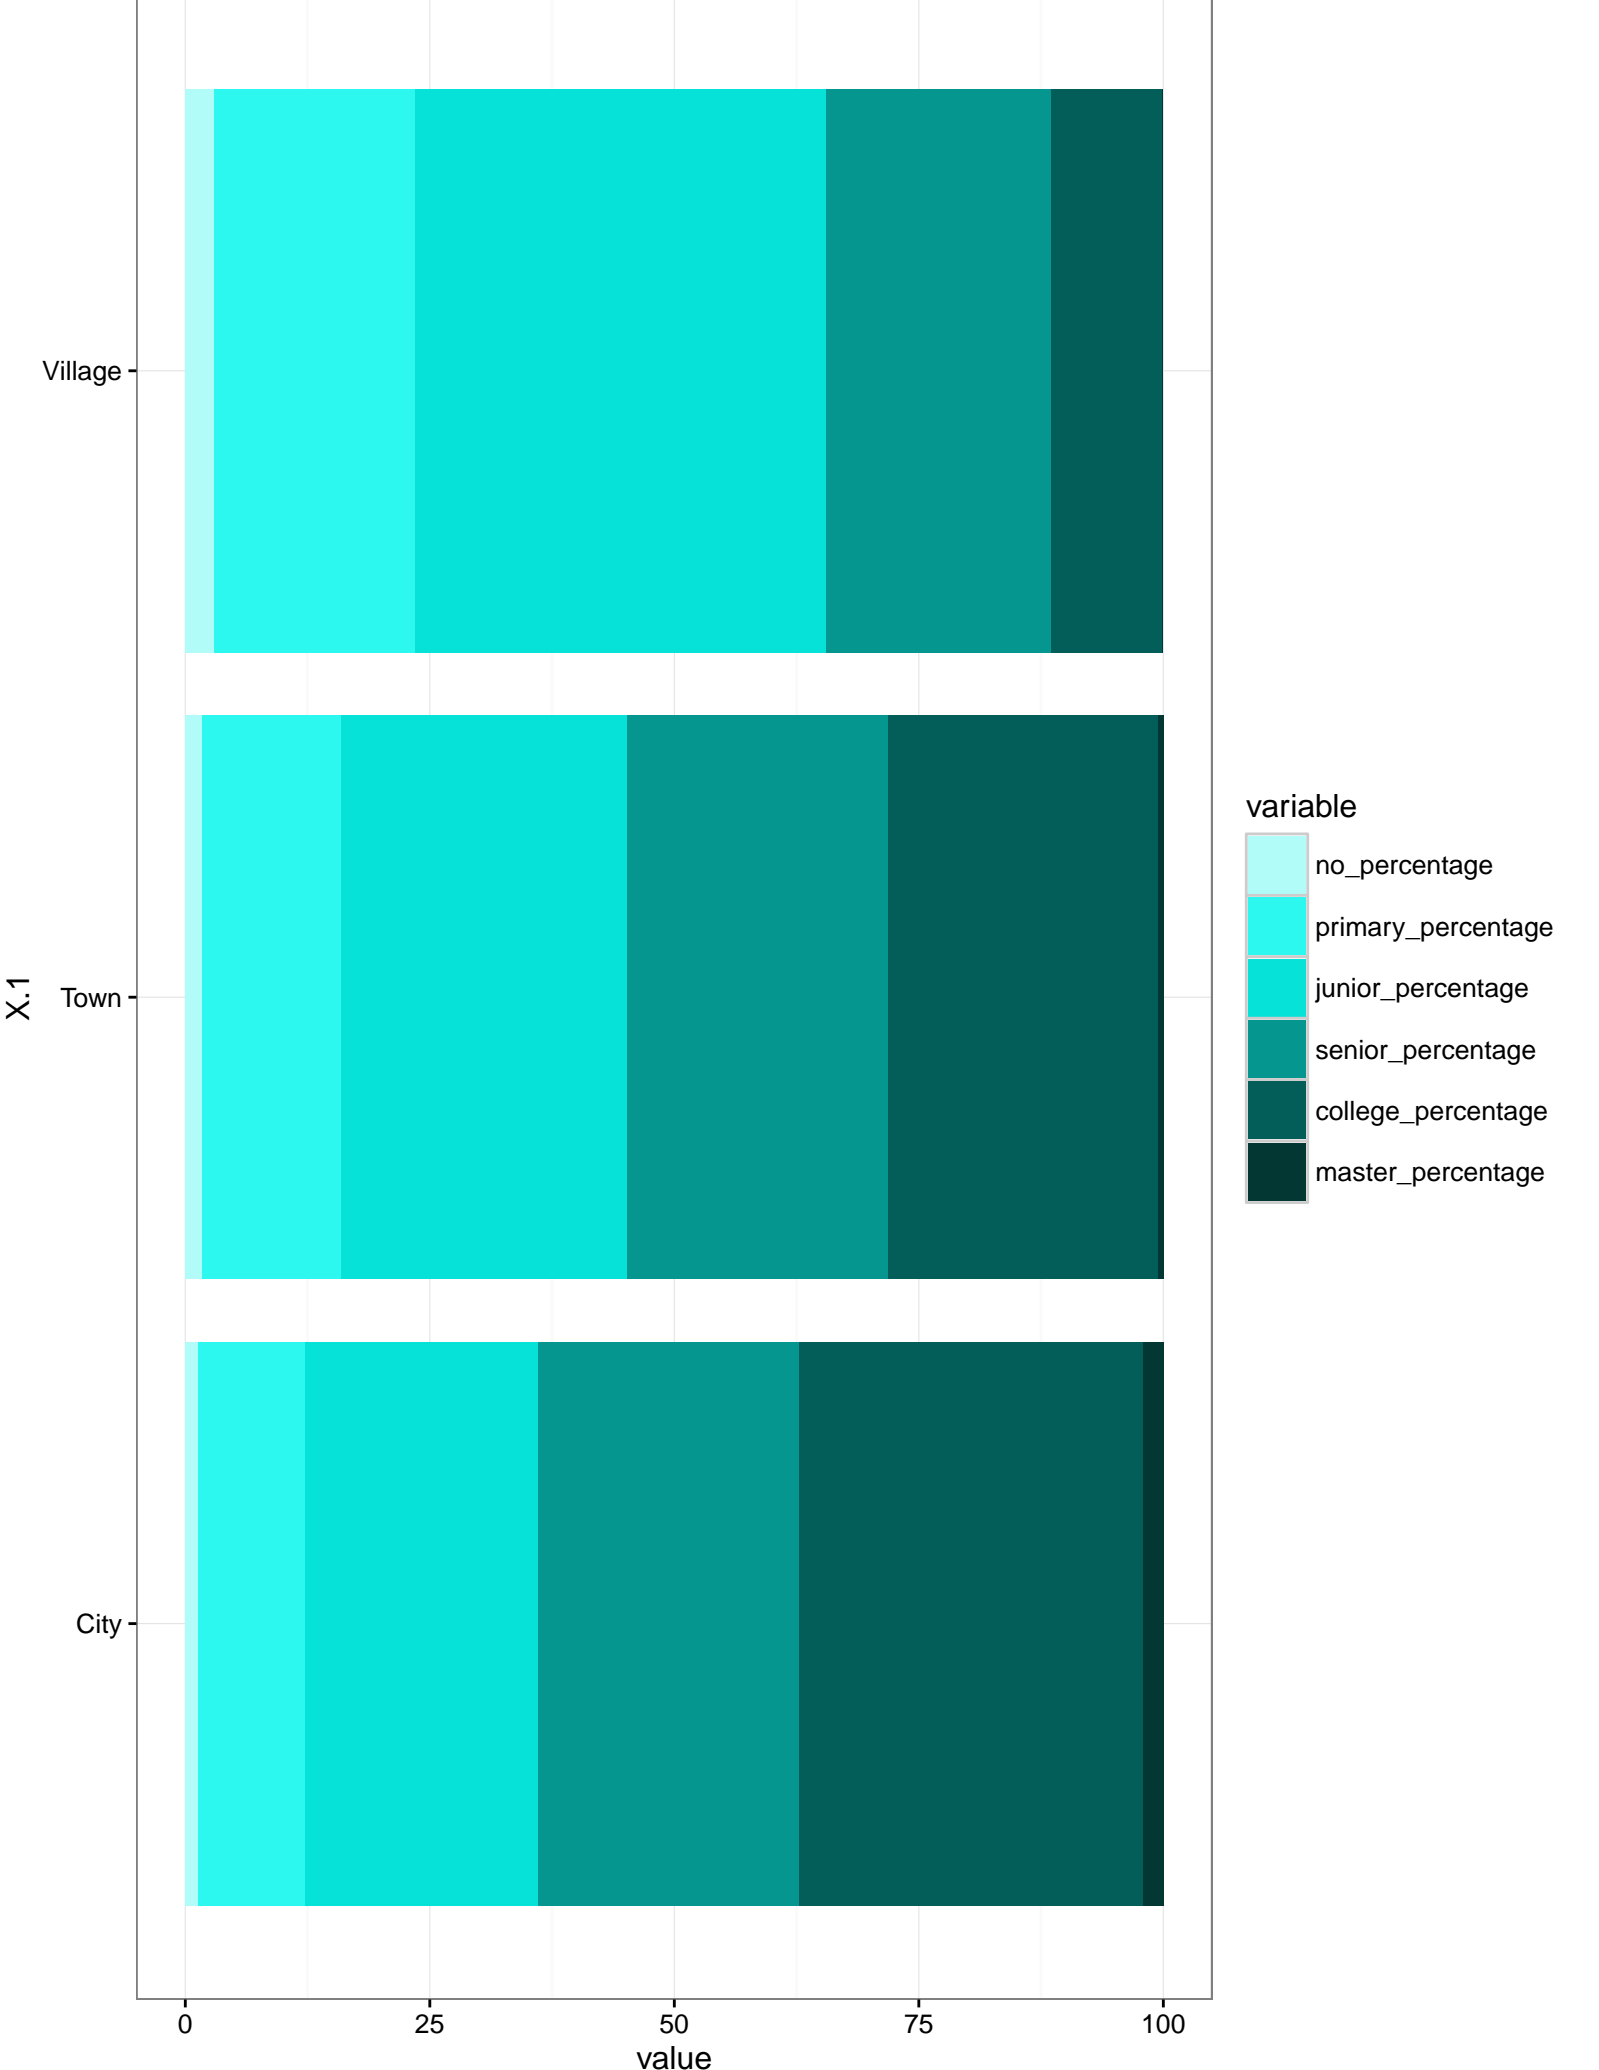 Village
Town
City
X.1
0 25 50 75 100
value
variable
no_percentage
primary_percentage
junior_percentage
senior_percentage
college_percentage
master_percentage